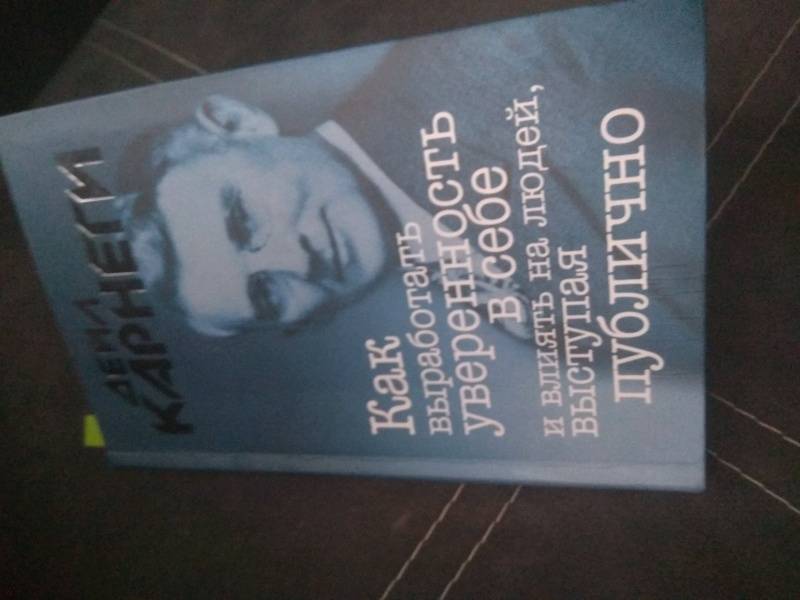 ДЕЙЛ
КАРНЕГИ
Как
выработать
уверенность
в себе
и влиять на людей,
выступая
публично